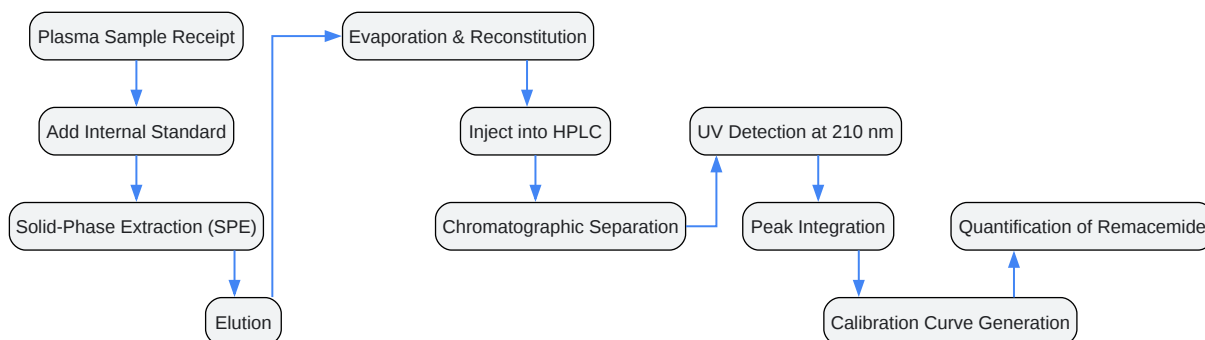 Plasma Sample Receipt
Add Internal Standard
Solid-Phase Extraction (SPE)
Elution
Evaporation & Reconstitution
Inject into HPLC
Chromatographic Separation
UV Detection at 210 nm
Peak Integration
Calibration Curve Generation
Quantification of Remacemide